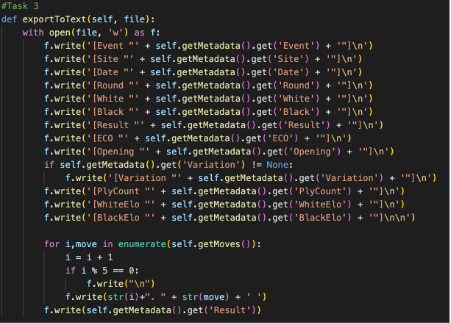 #Task 3
def exportToText(self, file):
    with open(file, 'w') as f:
        f.write('[Event "' + self.getMetadata().get('Event') + '"]\n')
        f.write('[Site "' + self.getMetadata().get('Site') + '"]\n')
        f.write('[Date "' + self.getMetadata().get('Date') + '"]\n')
        f.write('[Round "' + self.getMetadata().get('Round') + '"]\n')
        f.write('[White "' + self.getMetadata().get('White') + '"]\n')
        f.write('[Black "' + self.getMetadata().get('Black') + '"]\n')
        f.write('[Result "' + self.getMetadata().get('Result') + '"]\n')
        f.write('[ECO "' + self.getMetadata().get('ECO') + '"]\n')
        f.write('[Opening "' + self.getMetadata().get('Opening') + '"]\n')
        if self.getMetadata().get('Variation') != None:
            f.write('[Variation "' + self.getMetadata().get('Variation') + '"]\n')
        f.write('[PlyCount "' + self.getMetadata().get('PlyCount') + '"]\n')
        f.write('[WhiteElo "' + self.getMetadata().get('WhiteElo') + '"]\n')
        f.write('[BlackElo "' + self.getMetadata().get('BlackElo') + '"]\n\n')

        for i,move in enumerate(self.getMoves()):
            i = i + 1
            if i % 5 == 0:
                f.write("\n")
            f.write(str(i)+". " + str(move) + ' ')
        f.write(self.getMetadata().get('Result'))